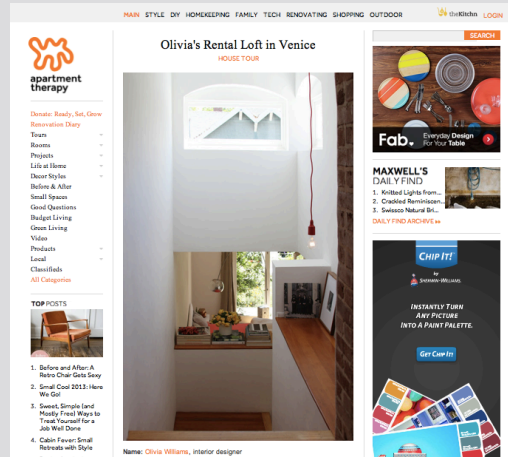 MAIN STYLE DIY HOMEKEEPING FAMILY TECH RENOVATING SHOPPING OUTDOOR
theKitchn LOGIN
apartment
therapy
Donate: Ready, Set, Grow
Renovation Diary
Tours
Rooms
Projects
Life at Home
Decor Styles
Before & After
Small Spaces
Good Questions
Budget Living
Green Living
Video
Products
Local
Classifieds
All Categories
TOP POSTS
1. Before and After: A
Retro Chair Gets Sexy
2. Small Cool 2013: Here
We Go!
3. Sweet, Simple (and
Mostly Free) Ways to
Treat Yourself for a
Job Well Done
4. Cabin Fever: Small
Retreats with Style
Olivia's Rental Loft in Venice
HOUSE TOUR
Name: Olivia Williams, interior designer
SEARCH
Fab. Everyday Design
For Your Table
MAXWELL'S
DAILY FIND
1. Knitted Lights from...
2. Crackled Reminiscen...
3. Swissco Natural Bri...
DAILY FIND ARCHIVE
CHIP IT!
by
SHERWIN-WILLIAMS.
INSTANTLY TURN
ANY PICTURE
INTO A PAINT PALETTE.
GET CHIP IT!